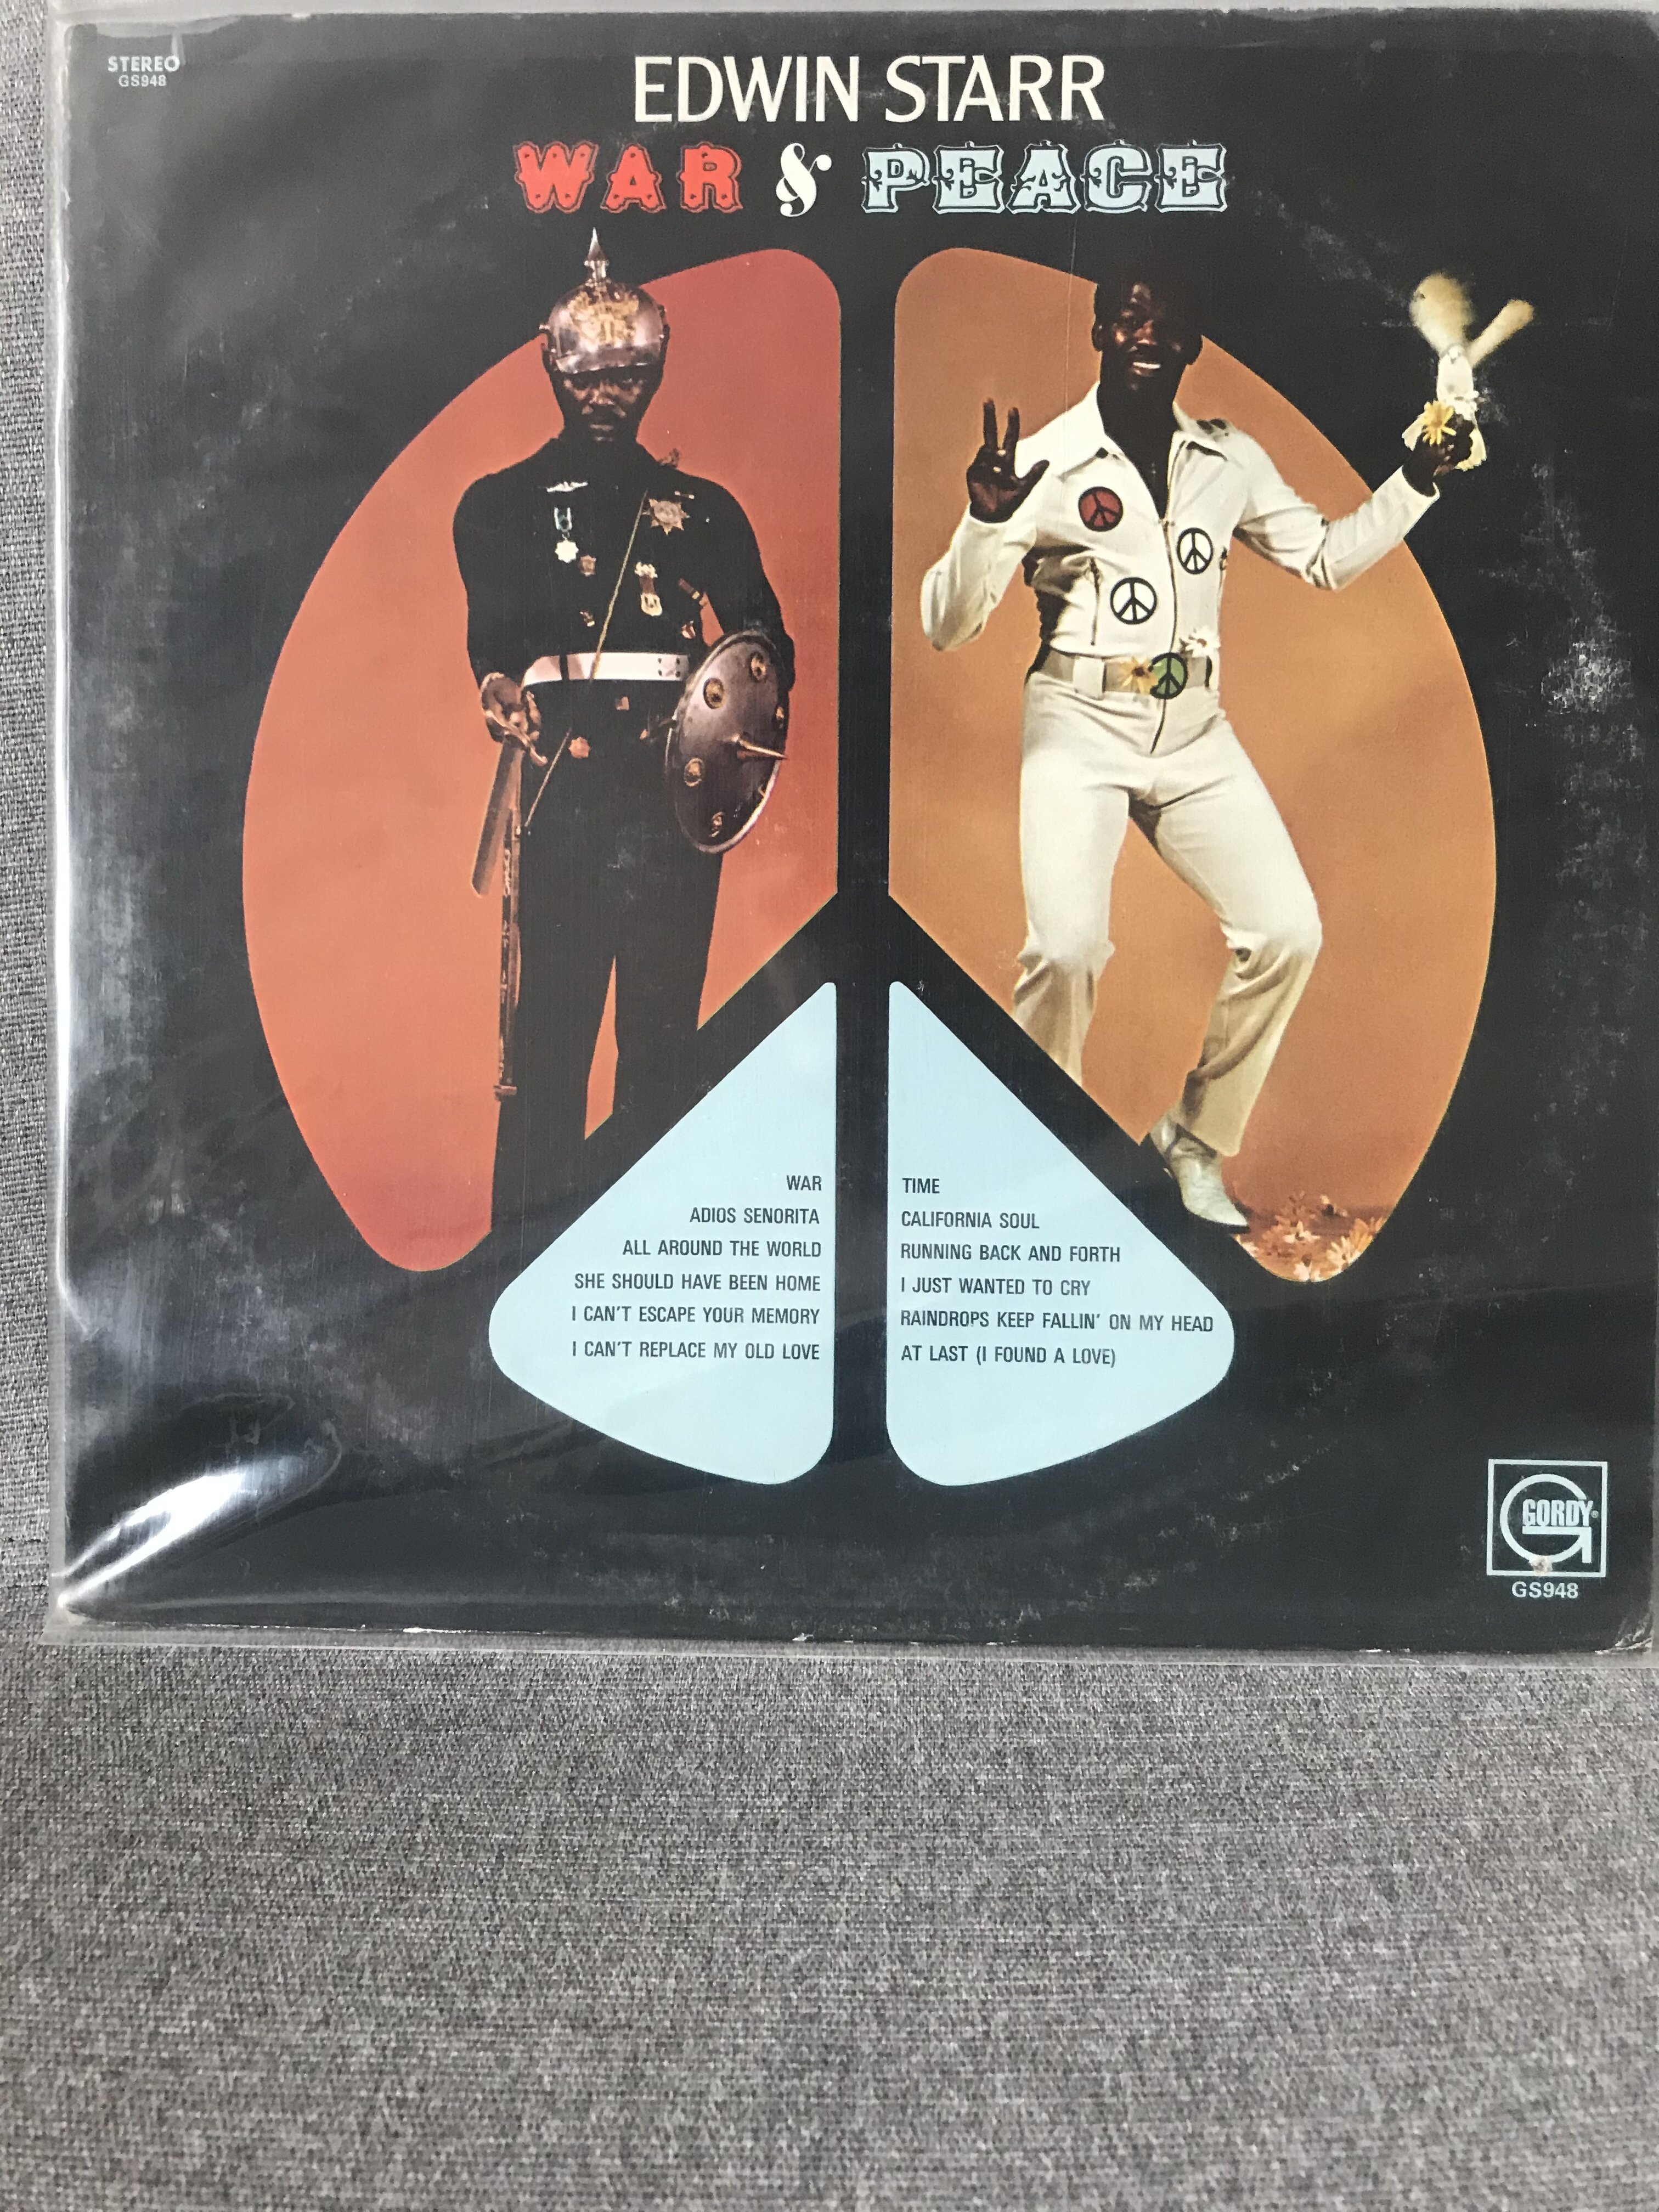 STEREO
GS948
EDWIN STARR
WAR & PEACE
WAR
ADIOS SENORITA
ALL AROUND THE WORLD
SHE SHOULD HAVE BEEN HOME
I CAN'T ESCAPE YOUR MEMORY
I CAN'T REPLACE MY OLD LOVE
TIME
CALIFORNIA SOUL
RUNNING BACK AND FORTH
I JUST WANTED TO CRY
RAINDROPS KEEP FALLIN' ON MY HEAD
AT LAST (I FOUND A LOVE)
GORDY®
GS948